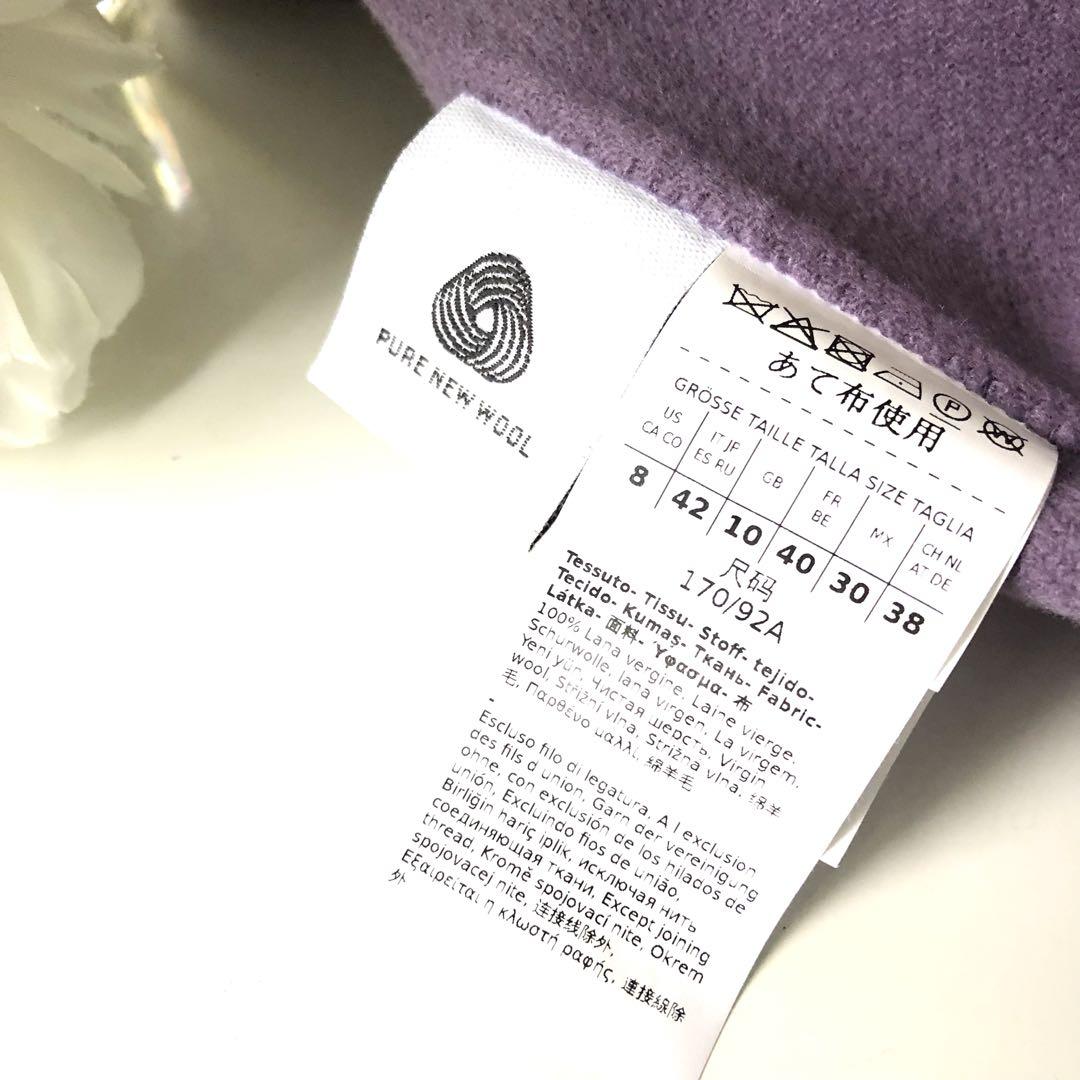 PURE NEW WOOL
P
あて布使用
GRÖSSE TAILLE TALLA SIZE TAGLIA
US CA CO
IT JP ES RU
GB
FR BE
MX
CH NL AT DE
8 42 10 40 30 38
尺码
170/92A
Tessuto- Tissu- Stoff- tejido-
Tecido- Kumaş- Ткань- Fabric-
Látka- 面料- Ύφασμα- 布
100% Lana vergine, Laine vierge,
Schurwolle, lana virgen, La virgem,
Yeni yün, Чистая шерсть, Virgin
wool, Střižní vlna, Strižná vlna, 绵羊
毛, Παρθένο μαλλί, 綿羊毛
-
Escluso filo di legatura, A l exclusion
des fils d union, Garn der vereinigung
ohne, con exclusión de los hilados de
unión, Excluindo fios de união,
Birliğin hariç iplik, исключая нить
соединяющая ткани, Except joining
thread, Kromě spojovací nite, Okrem
spojovacej nite, 连接线除外,
Εξαιρείται η κλωστή ραφής, 連接線除
外